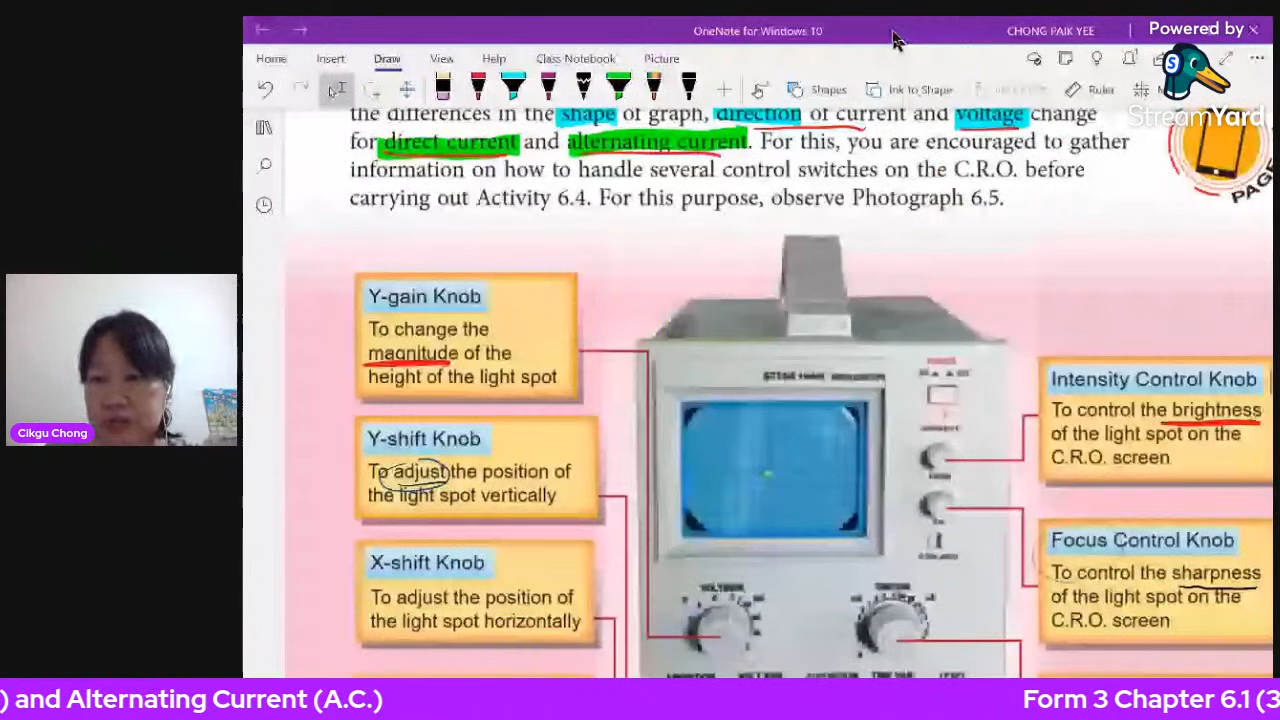 OneNote for Windows 10
CHONG PAIK YEE
Powered by
StreamYard
Home Insert Draw View Help Class Notebook Picture
Shapes Ink to Shape Ruler Math
the differences in the shape of graph, direction of current and voltage change
for direct current and alternating current. For this, you are encouraged to gather
information on how to handle several control switches on the C.R.O. before
carrying out Activity 6.4. For this purpose, observe Photograph 6.5.
PAGE
Y-gain Knob
To change the
magnitude of the
height of the light spot
Y-shift Knob
To adjust the position of
the light spot vertically
X-shift Knob
To adjust the position of
the light spot horizontally
Intensity Control Knob
To control the brightness
of the light spot on the
C.R.O. screen
Focus Control Knob
To control the sharpness
of the light spot on the
C.R.O. screen
Cikgu Chong
) and Alternating Current (A.C.)
Form 3 Chapter 6.1 (3